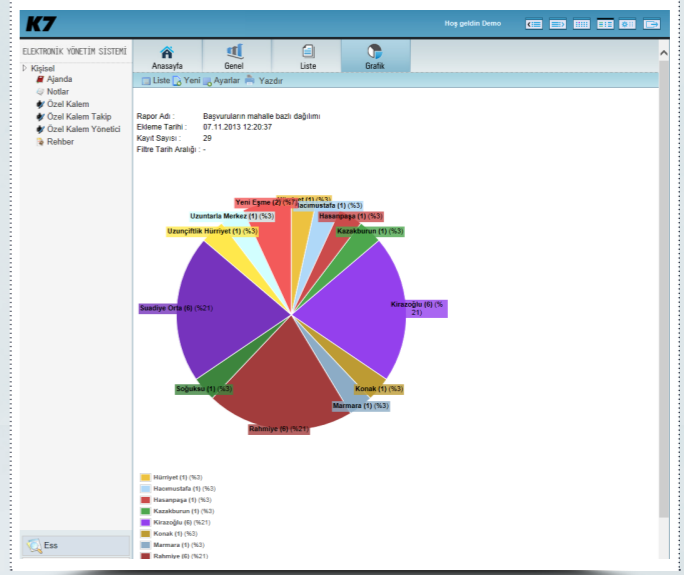 K7
Hoş geldin Demo
ELEKTRONİK YÖNETİM SİSTEMİ
Kişisel
Ajanda
Notlar
Özel Kalem
Özel Kalem Takip
Özel Kalem Yönetici
Rehber
Ess
Anasayfa Genel Liste Grafik
Liste Yeni Ayarlar Yazdır
Rapor Adı : Başvuruların mahalle bazlı dağılımı
Ekleme Tarihi : 07.11.2013 12:20:37
Kayıt Sayısı : 29
Filtre Tarih Aralığı : -
Yeni Eşme (2) (%7)
Hacımustafa (1) (%3)
Uzuntarla Merkez (1) (%3)
Hasanpaşa (1) (%3)
Uzunçiftlik Hürriyet (1) (%3)
Kazakburun (1) (%3)
Suadiye Orta (6) (%21)
Kirazoğlu (6) (%
21)
Soğuksu (1) (%3)
Konak (1) (%3)
Marmara (1) (%3)
Rahmiye (6) (%21)
Hürriyet (1) (%3)
Hacımustafa (1) (%3)
Hasanpaşa (1) (%3)
Kazakburun (1) (%3)
Kirazoğlu (6) (%21)
Konak (1) (%3)
Marmara (1) (%3)
Rahmiye (6) (%21)